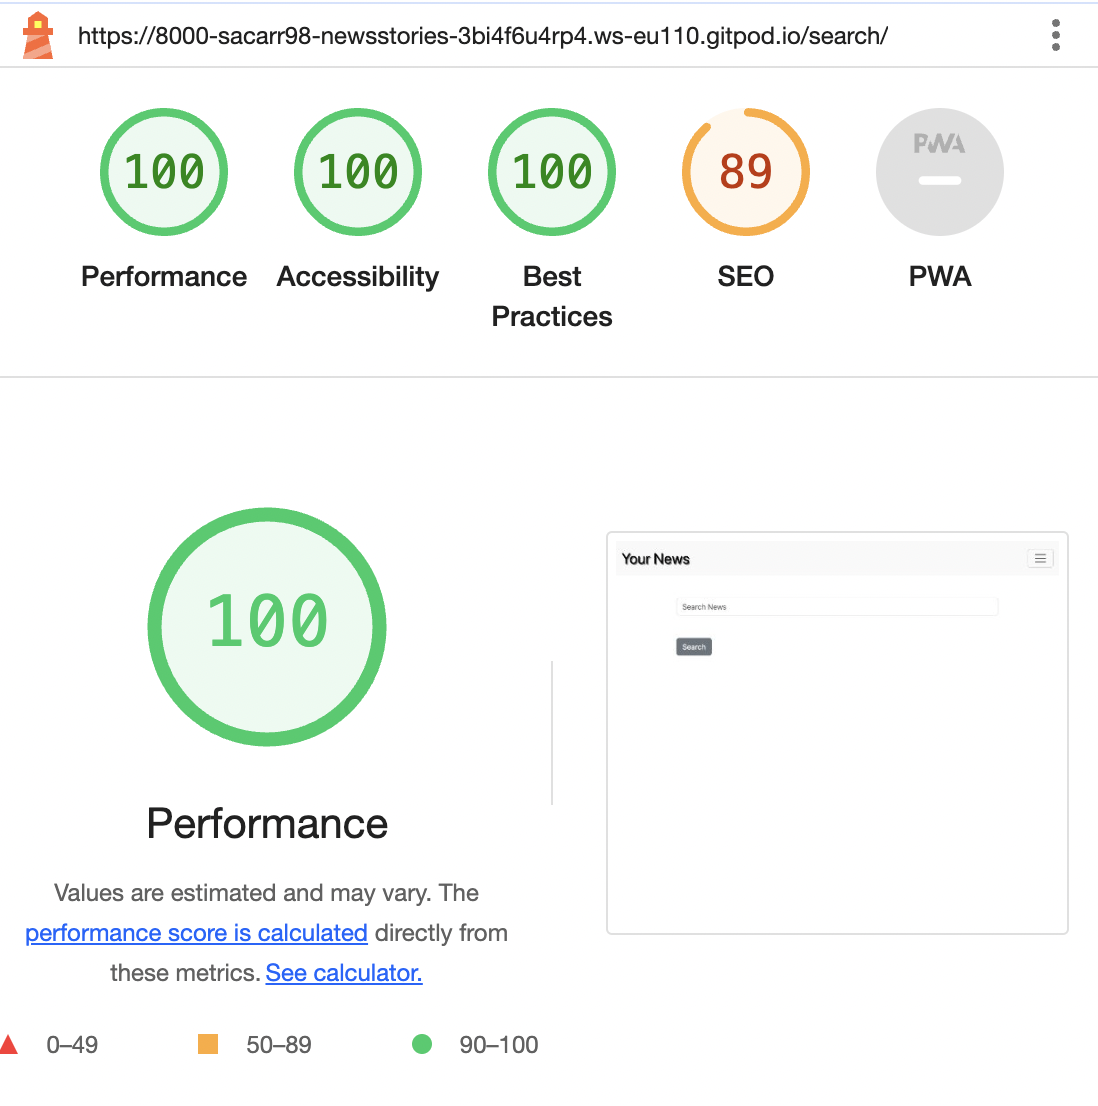 https://8000-sacarr98-newsstories-3bi4f6u4rp4.ws-eu110.gitpod.io/search/
100
100
100
89
PWA
Performance
Accessibility
Best
Practices
SEO
PWA
100
Performance
Values are estimated and may vary. The
performance score is calculated directly from
these metrics. See calculator.
0–49
50–89
90–100
Your News
Search News
Search